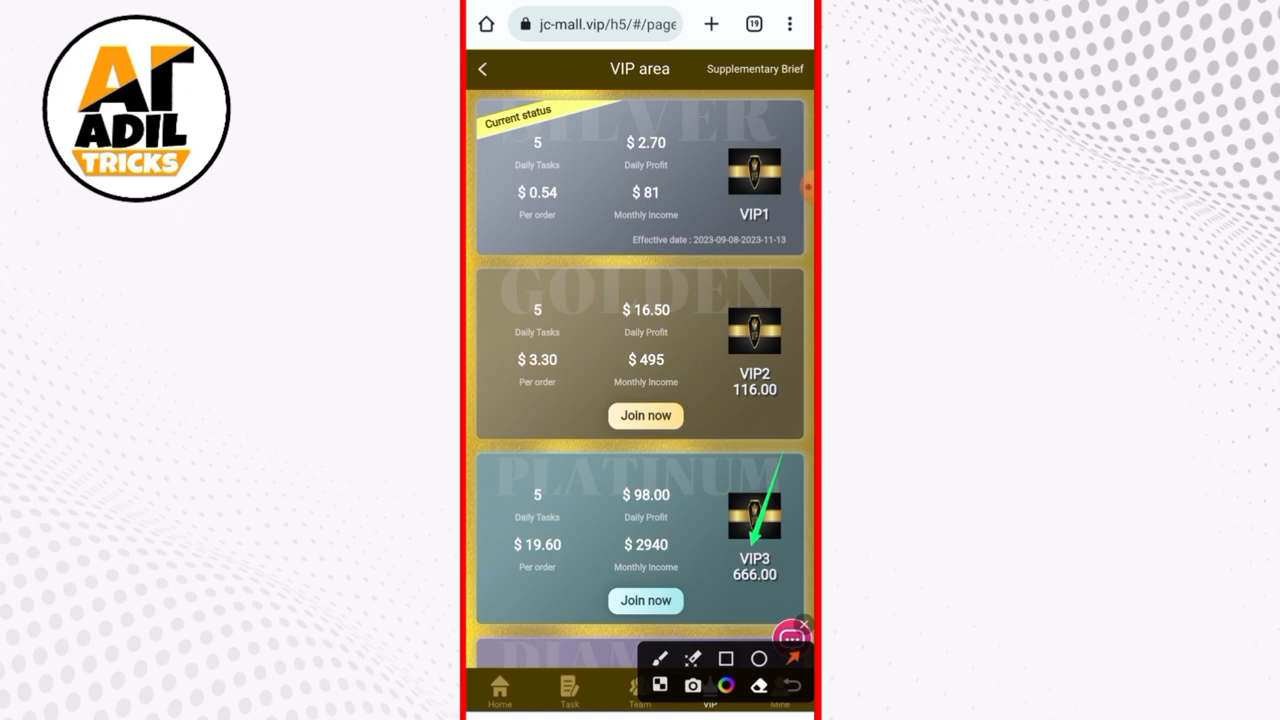 AT
ADIL
TRICKS
jc-mall.vip/h5/#/page
19
VIP area
Supplementary Brief
SILVER
Current status
5
$ 2.70
Daily Tasks
Daily Profit
$ 0.54
$ 81
Per order
Monthly Income
VIP1
Effective date : 2023-09-08-2023-11-13
GOLDEN
5
$ 16.50
Daily Tasks
Daily Profit
$ 3.30
$ 495
Per order
Monthly Income
VIP2
116.00
Join now
PLATINUM
5
$ 98.00
Daily Tasks
Daily Profit
$ 19.60
$ 2940
Per order
Monthly Income
VIP3
666.00
Join now
Home
Task
Team
VIP
Mine